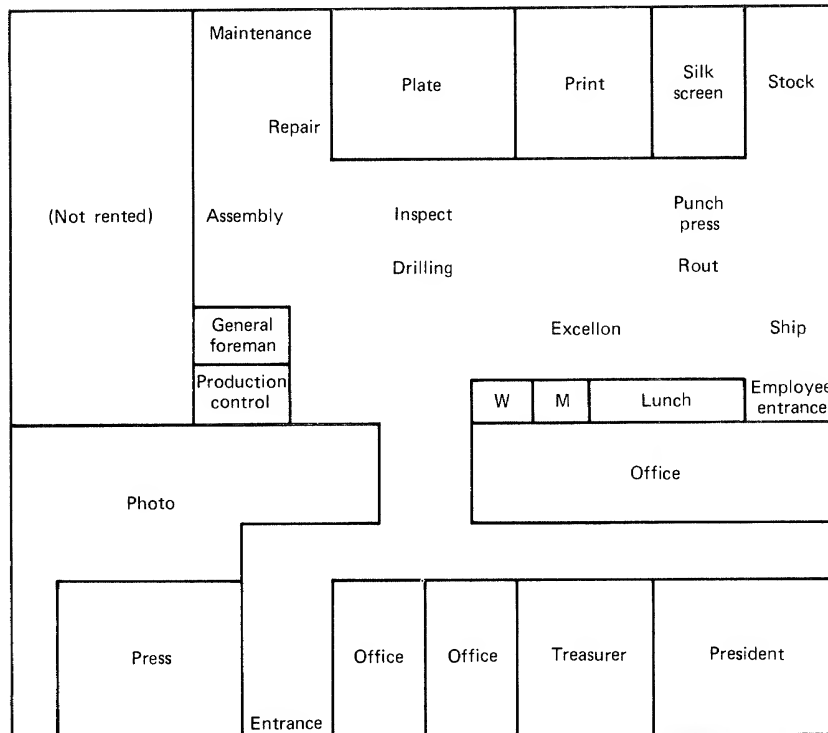 Maintenance
Plate
Print
Silk
screen
Stock
Repair
(Not rented)
Assembly
Inspect
Punch
press
Drilling
Rout
General
foreman
Excellon
Ship
Production
control
W
M
Lunch
Employee
entrance
Photo
Office
Press
Office
Office
Treasurer
President
Entrance